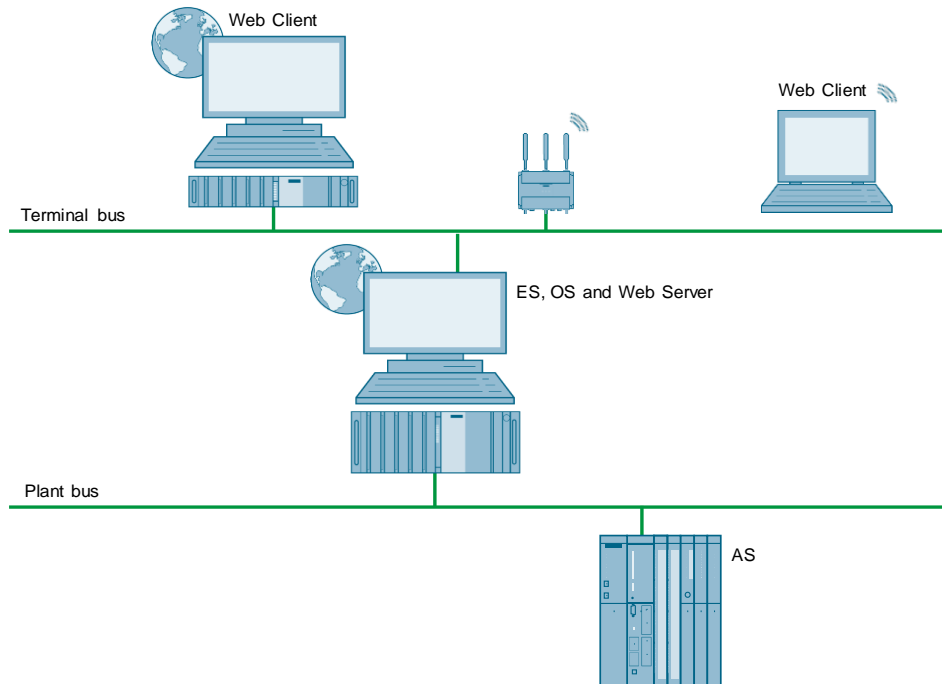 Web Client
Web Client
Terminal bus
ES, OS and Web Server
Plant bus
AS